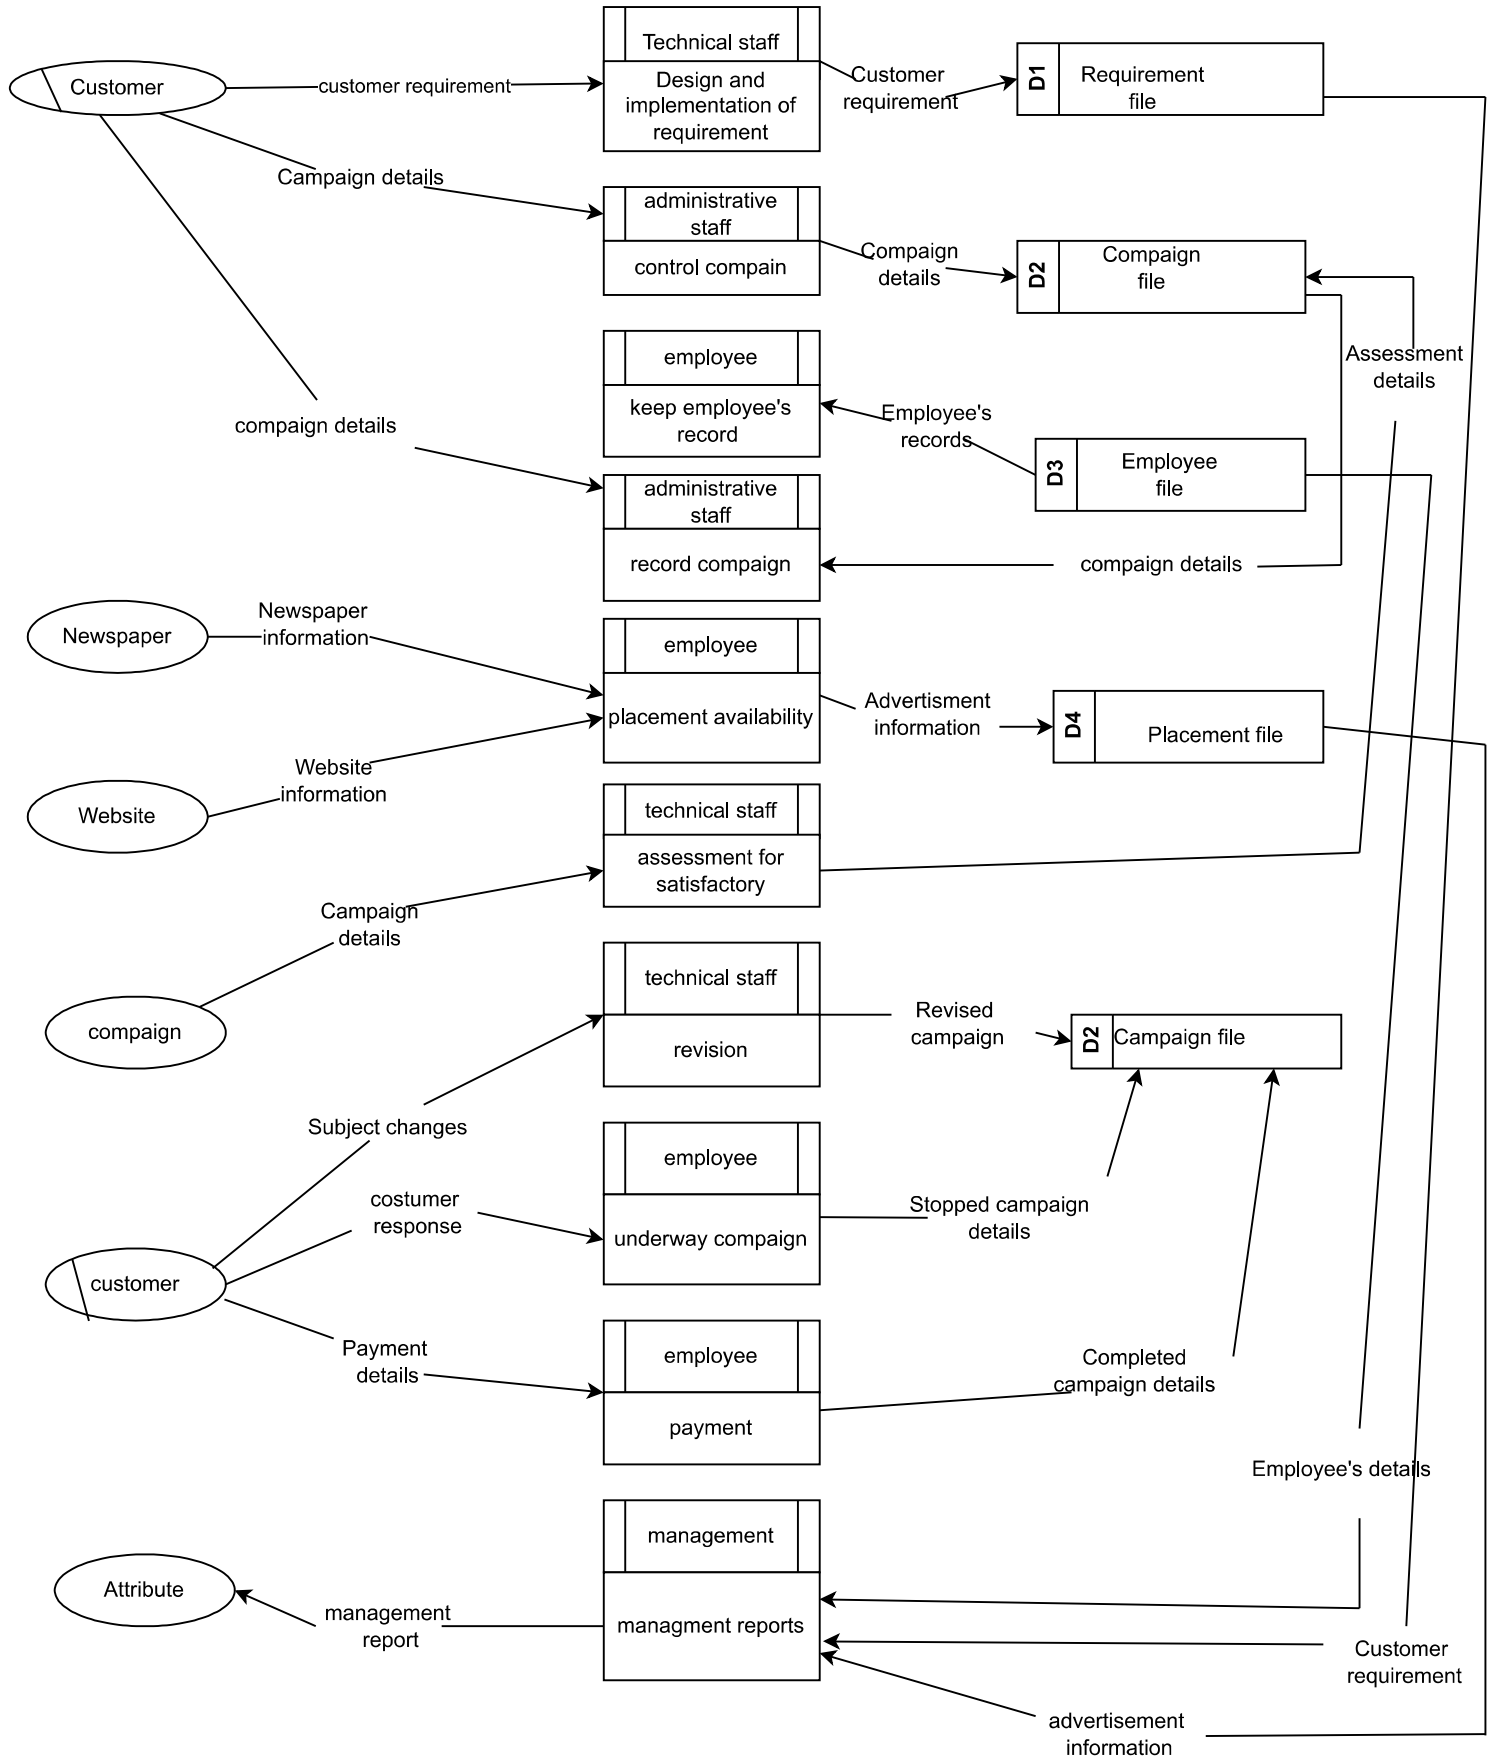 Technical staff
Design and
implementation of
requirement
Customer
customer requirement
Customer
requirement
D1
Requirement
file
Campaign details
administrative
staff
control compain
Compaign
details
D2
Compaign
file
Assessment
details
employee
keep employee's
record
Employee's
records
D3
Employee
file
compaign details
administrative
staff
record compaign
compaign details
Newspaper
Newspaper
information
employee
placement availability
Advertisment
information
D4
Placement file
Website
information
Website
technical staff
assessment for
satisfactory
Campaign
details
compaign
technical staff
revision
Revised
campaign
D2
Campaign file
Subject changes
employee
underway compaign
costumer
response
Stopped campaign
details
customer
Payment
details
employee
payment
Completed
campaign details
Employee's details
management
managment reports
Attribute
management
report
Customer
requirement
advertisement
information